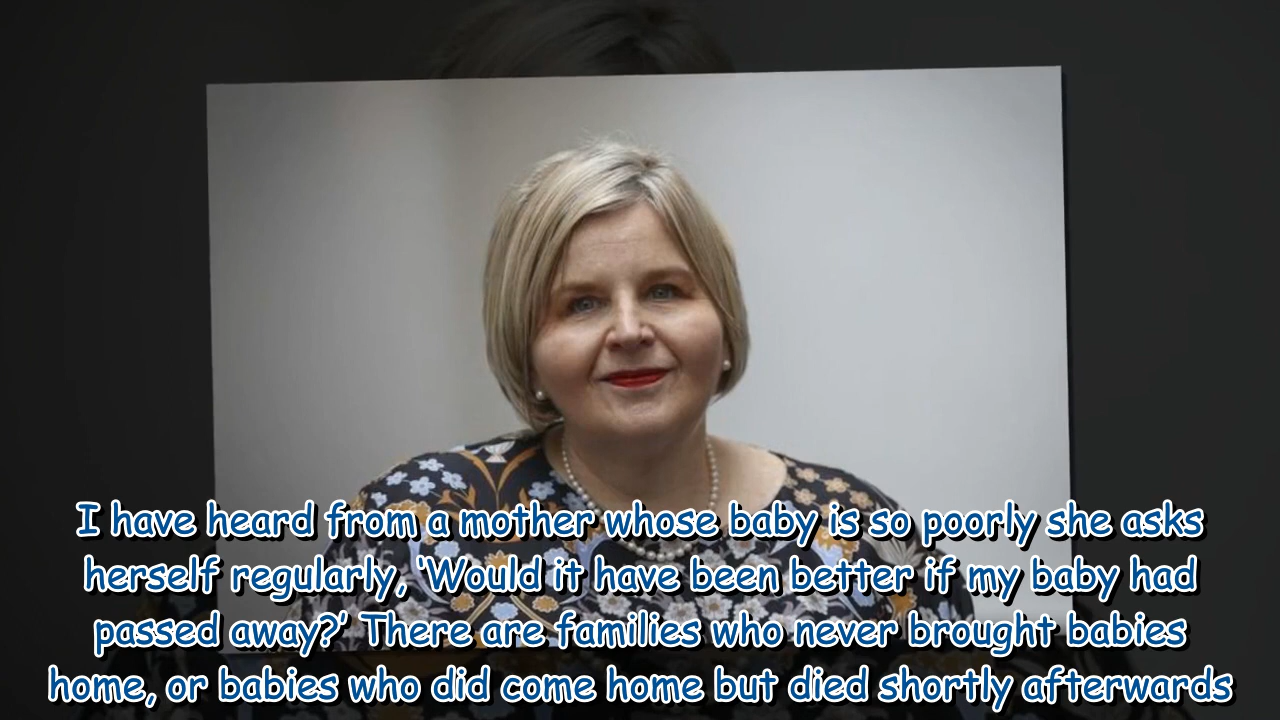 I have heard from a mother whose baby is so poorly she asks
herself regularly, 'Would it have been better if my baby had
passed away?' There are families who never brought babies
home, or babies who did come home but died shortly afterwards